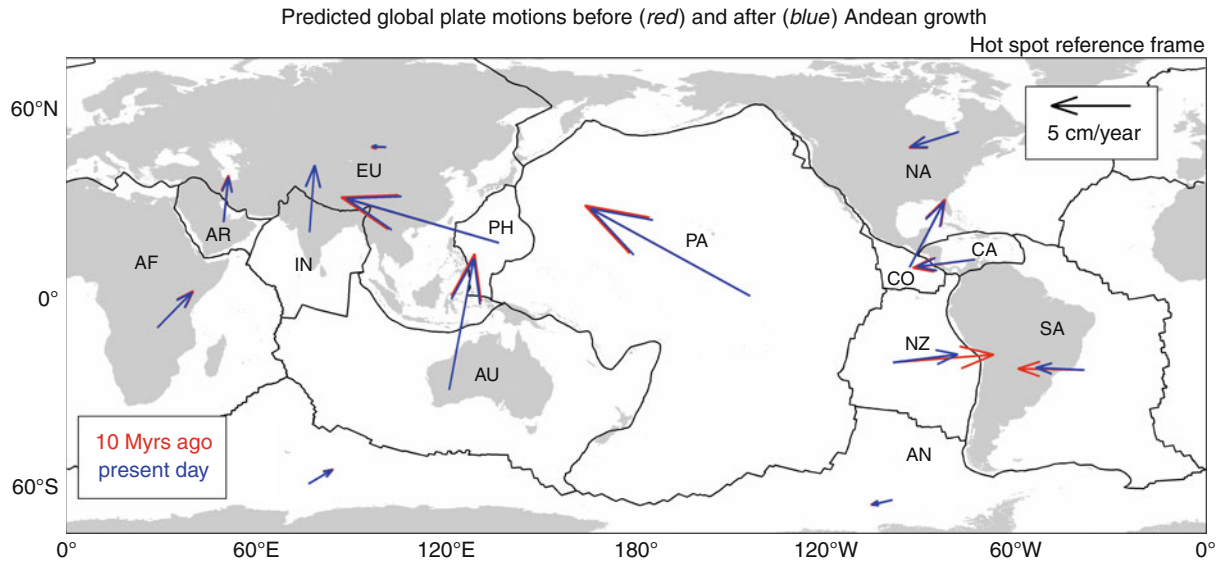 Predicted global plate motions before (red) and after (blue) Andean growth
Hot spot reference frame
60°N
0°
60°S
5 cm/year
EU
NA
AR
PH
PA
CA
AF
IN
CO
SA
NZ
AU
AN
10 Myrs ago
present day
0°
60°E
120°E
180°
120°W
60°W
0°